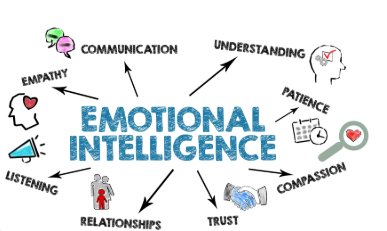 COMMUNICATION
UNDERSTANDING
EMPATHY
PATIENCE
EMOTIONAL
INTELLIGENCE
LISTENING
COMPASSION
RELATIONSHIPS
TRUST